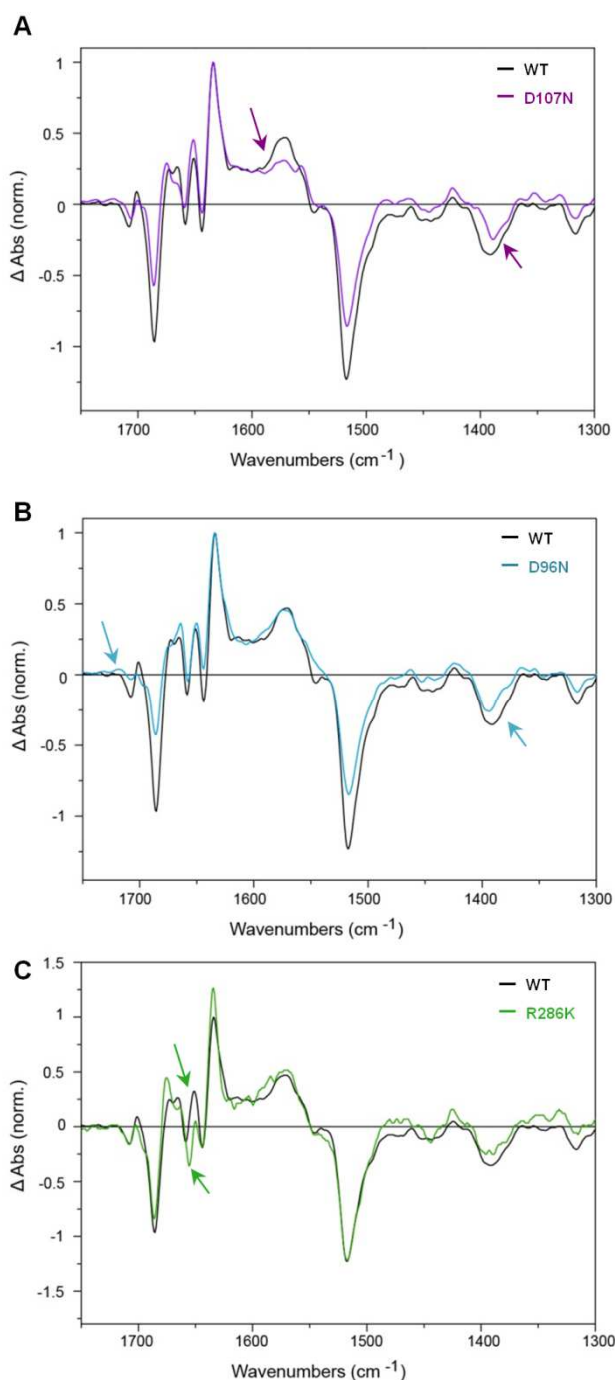 A
WT
D107N
1
0.5
0
-0.5
-1
Δ Abs (norm.)
1700 1600 1500 1400 1300
Wavenumbers (cm-1 )
B
WT
D96N
1
0.5
0
-0.5
-1
Δ Abs (norm.)
1700 1600 1500 1400 1300
Wavenumbers (cm -1 )
C
WT
R286K
1.5
1
0.5
0
-0.5
-1
-1.5
Δ Abs (norm.)
1700 1600 1500 1400 1300
Wavenumbers (cm-1)